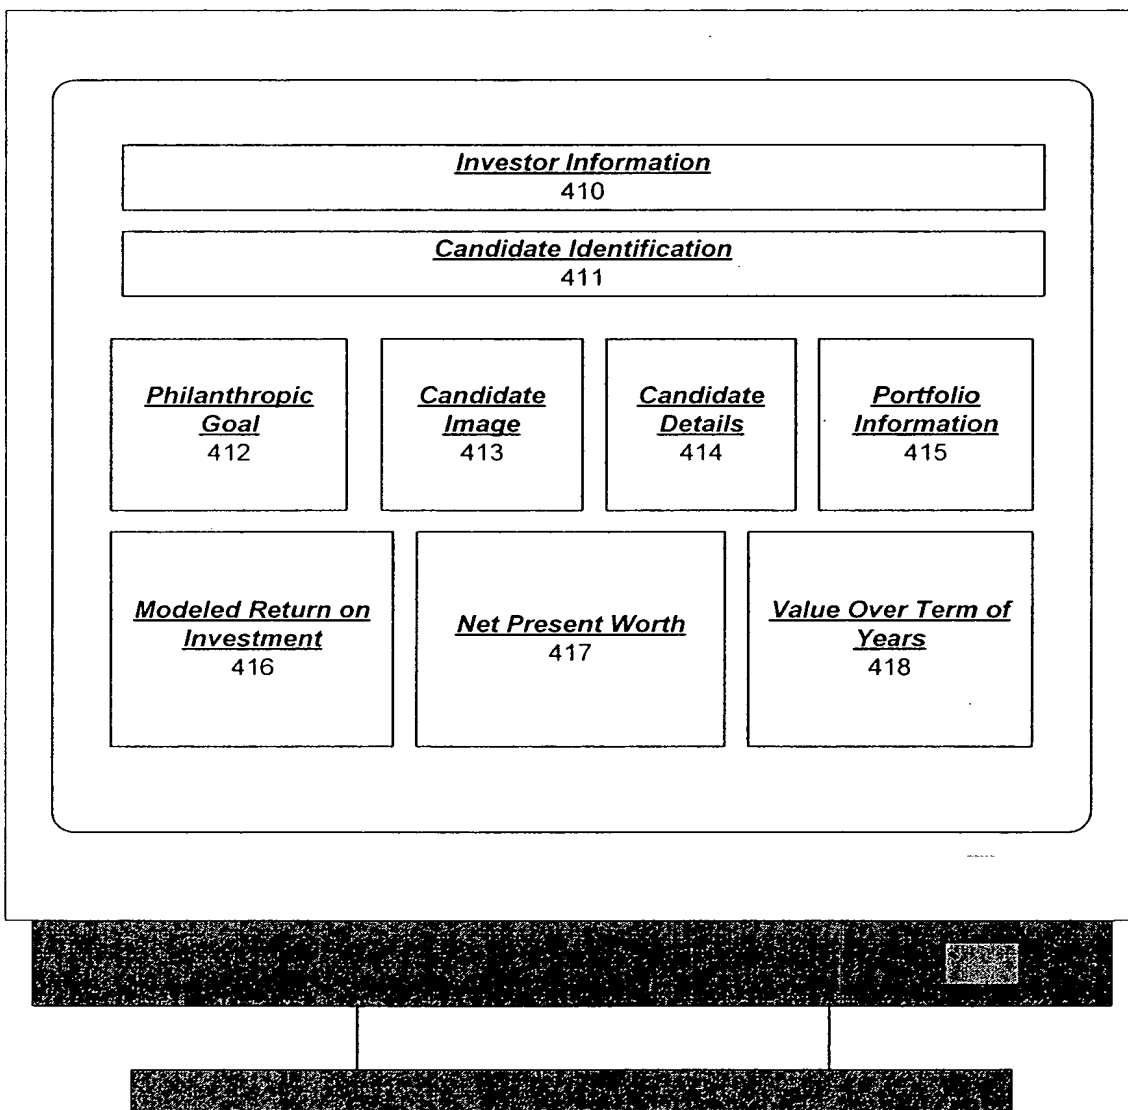 Investor Information
410
Candidate Identification
411
Philanthropic
Goal
412
Candidate
Image
413
Candidate
Details
414
Portfolio
Information
415
Modeled Return on
Investment
416
Net Present Worth
417
Value Over Term of
Years
418